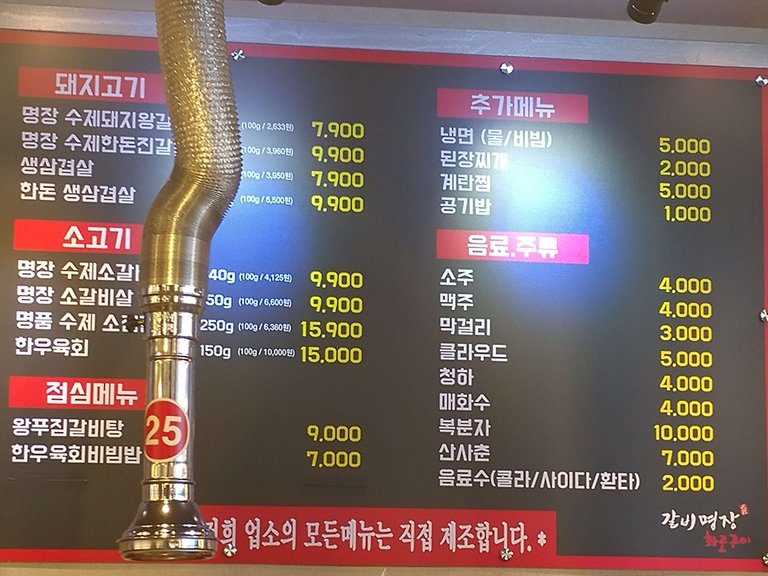 돼지고기
명장 수제돼지왕갈 (100g / 2,633원) 7,900
명장 수제한돈진갈 (100g / 3,960원) 9,900
생삼겹살 (100g / 3,950원) 7,900
한돈 생삼겹살 (100g / 5,500원) 9,900
소고기
명장 수제소갈비 40g (100g / 4,125원) 9,900
명장 소갈비살 50g (100g / 6,600원) 9,900
명품 수제 250g (100g / 6,360원) 15,900
한우육회 150g (100g / 10,000원) 15,000
점심메뉴
왕푸짐갈비탕 9,000
한우육회비빔밥 7,000
25
추가메뉴
냉면 (물/비빔) 5,000
된장찌개 2,000
계란찜 5,000
공기밥 1,000
음료.주류
소주 4,000
맥주 4,000
막걸리 3,000
클라우드 5,000
청하 4,000
매화수 4,000
복분자 10,000
산사춘 7,000
음료수(콜라/사이다/환타) 2,000
저희 업소의 모든메뉴는 직접 제조합니다.*
갈비명장
화로구이